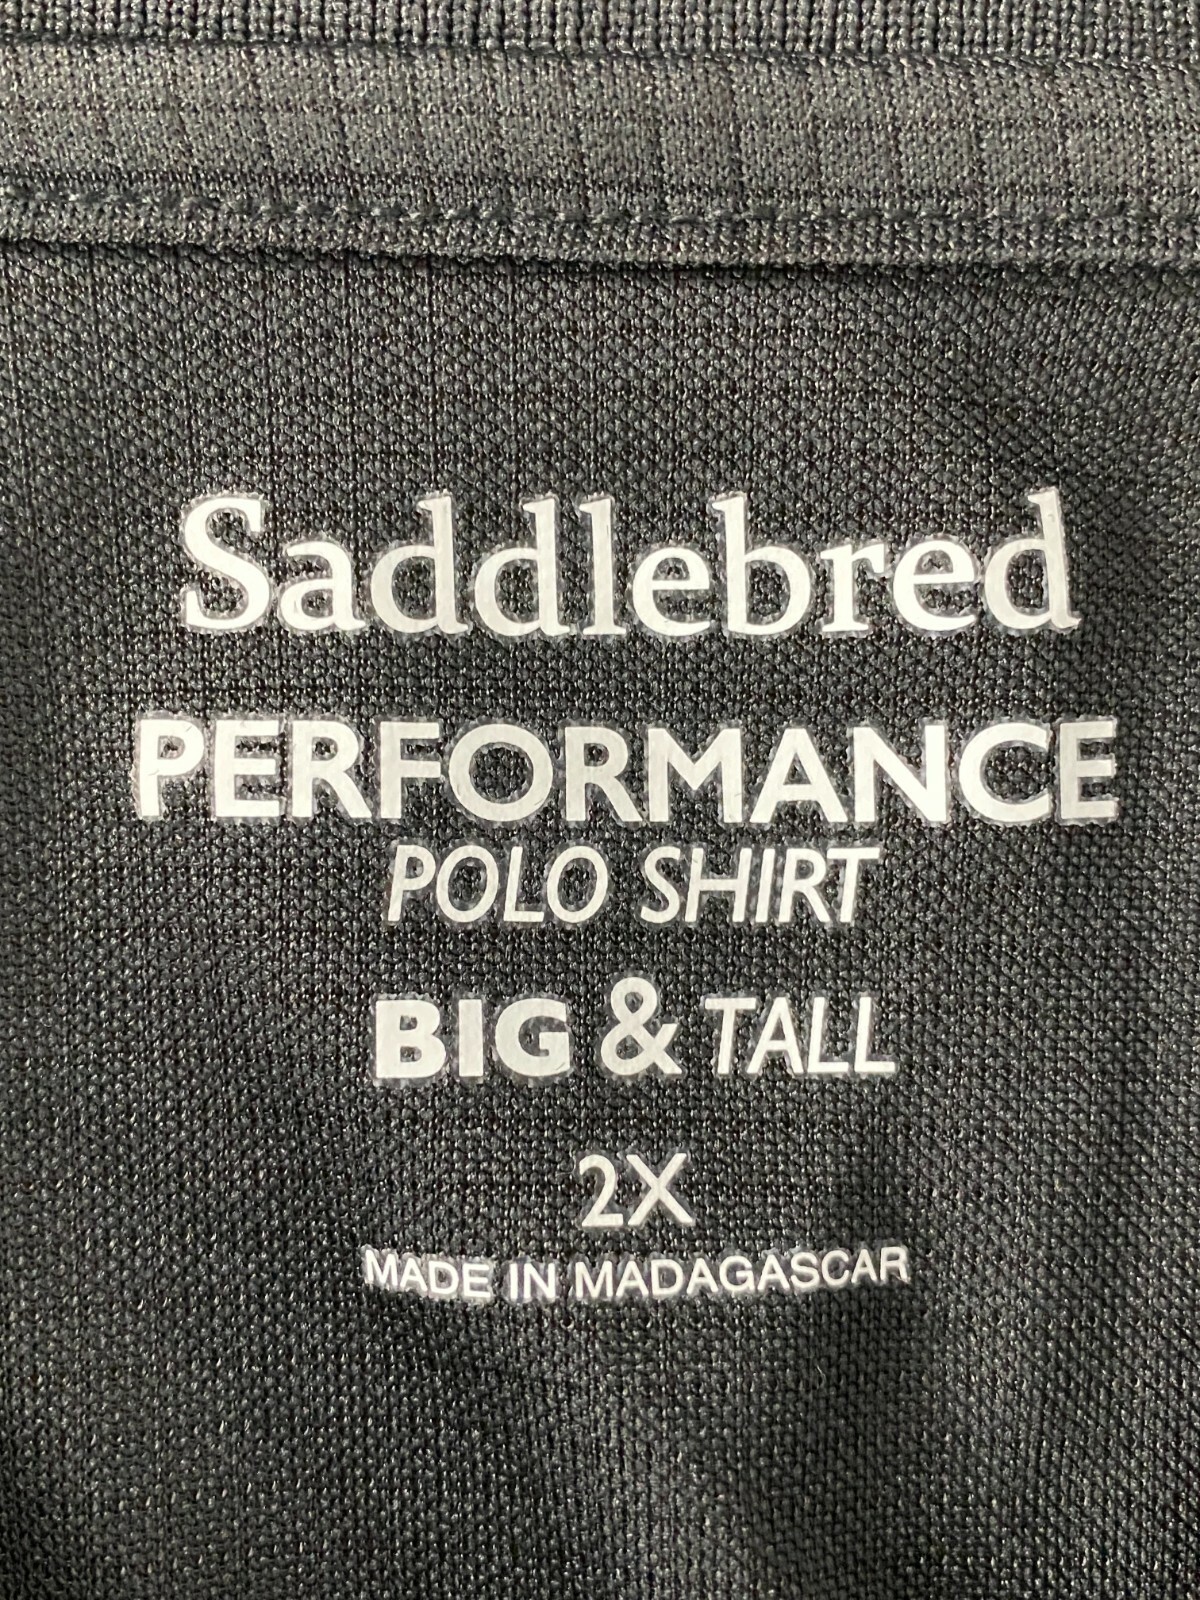 Saddlebred
PERFORMANCE
POLO SHIRT
BIG & TALL
2X
MADE IN MADAGASCAR